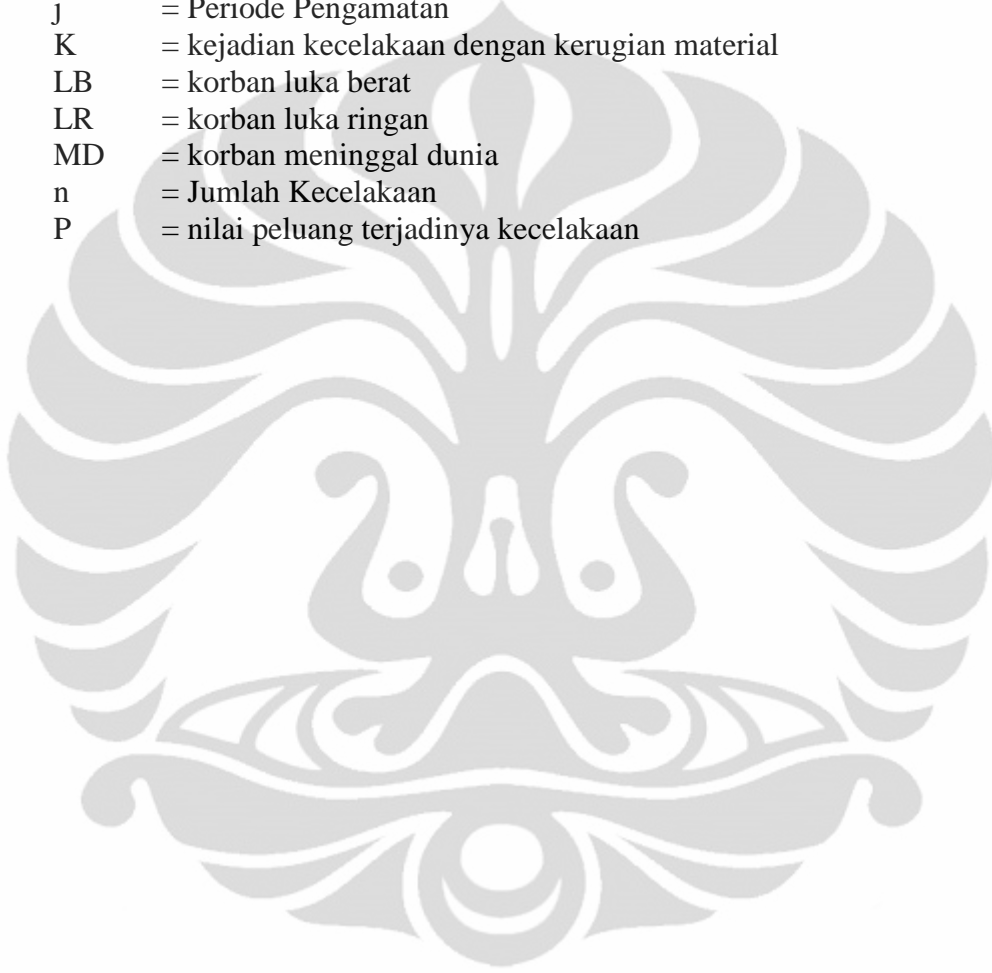 j = Periode Pengamatan
K = kejadian kecelakaan dengan kerugian material
LB = korban luka berat
LR = korban luka ringan
MD = korban meninggal dunia
n = Jumlah Kecelakaan
P = nilai peluang terjadinya kecelakaan